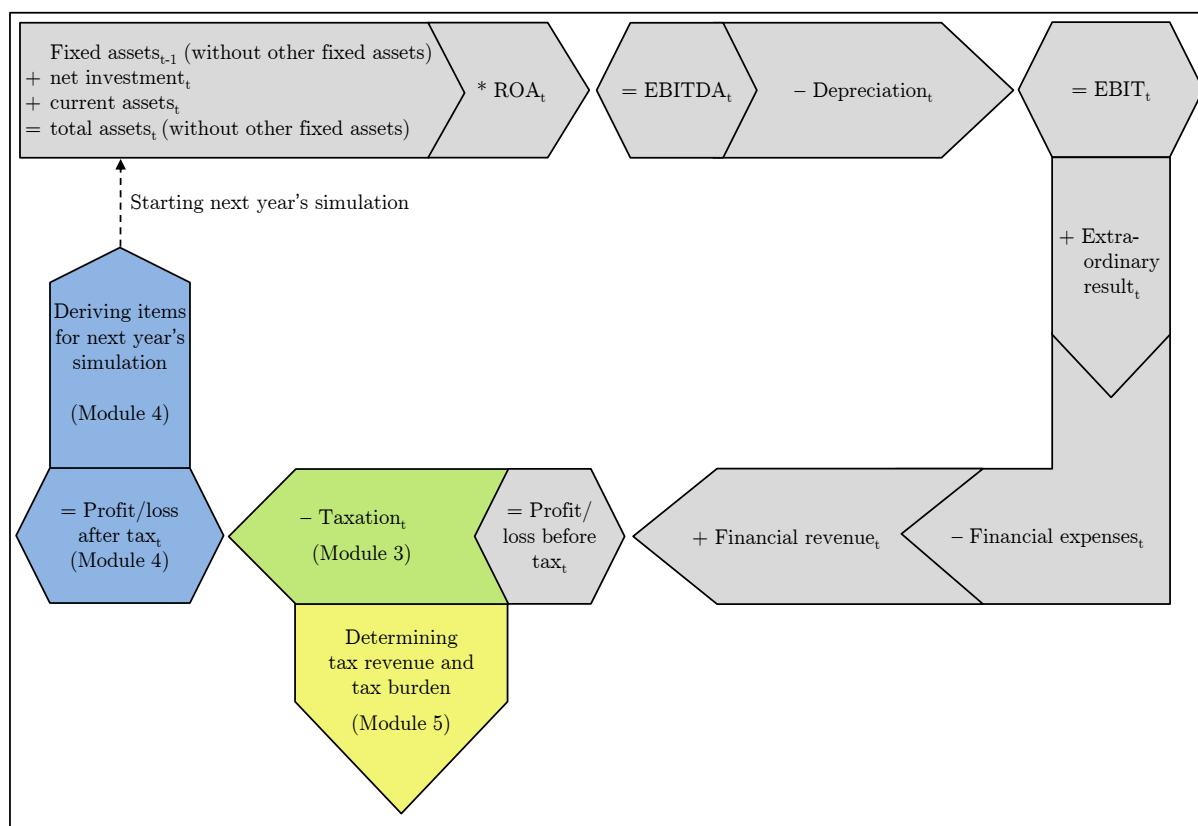 Fixed assets_t-1 (without other fixed assets)
+ net investment_t
+ current assets_t
= total assets_t (without other fixed assets)
* ROA_t
= EBITDA_t
– Depreciation_t
= EBIT_t
+ Extra-
ordinary
result_t
– Financial expenses_t
+ Financial revenue_t
= Profit/
loss before
tax_t
– Taxation_t
(Module 3)
Determining
tax revenue and
tax burden
(Module 5)
= Profit/loss
after tax_t
(Module 4)
Deriving items
for next year's
simulation
(Module 4)
Starting next year's simulation